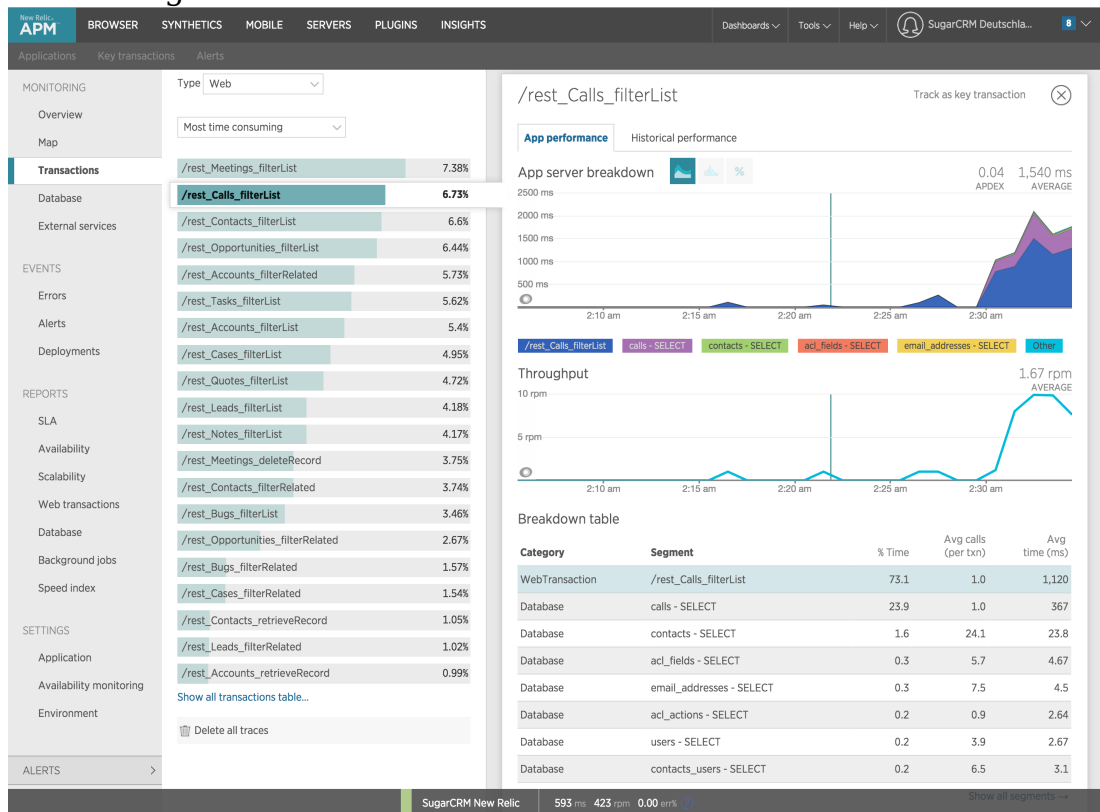 New Relic.
APM
BROWSER SYNTHETICS MOBILE SERVERS PLUGINS INSIGHTS
Dashboards Tools Help SugarCRM Deutschla... 8
Applications Key transactions Alerts
MONITORING
Overview
Map
Transactions
Database
External services
EVENTS
Errors
Alerts
Deployments
REPORTS
SLA
Availability
Scalability
Web transactions
Database
Background jobs
Speed index
SETTINGS
Application
Availability monitoring
Environment
ALERTS >
Type Web
Most time consuming
/rest_Meetings_filterList 7.38%
/rest_Calls_filterList 6.73%
/rest_Contacts_filterList 6.6%
/rest_Opportunities_filterList 6.44%
/rest_Accounts_filterRelated 5.73%
/rest_Tasks_filterList 5.62%
/rest_Accounts_filterList 5.4%
/rest_Cases_filterList 4.95%
/rest_Quotes_filterList 4.72%
/rest_Leads_filterList 4.18%
/rest_Notes_filterList 4.17%
/rest_Meetings_deleteRecord 3.75%
/rest_Contacts_filterRelated 3.74%
/rest_Bugs_filterList 3.46%
/rest_Opportunities_filterRelated 2.67%
/rest_Bugs_filterRelated 1.57%
/rest_Cases_filterRelated 1.54%
/rest_Contacts_retrieveRecord 1.05%
/rest_Leads_filterRelated 1.02%
/rest_Accounts_retrieveRecord 0.99%
Show all transactions table...
Delete all traces
/rest_Calls_filterList Track as key transaction
App performance Historical performance
App server breakdown % 0.04 1,540 ms
APDEX AVERAGE
2500 ms
2000 ms
1500 ms
1000 ms
500 ms
2:10 am 2:15 am 2:20 am 2:25 am 2:30 am
/rest_Calls_filterList calls - SELECT contacts - SELECT acl_fields - SELECT email_addresses - SELECT Other
Throughput 1.67 rpm
AVERAGE
10 rpm
5 rpm
2:10 am 2:15 am 2:20 am 2:25 am 2:30 am
Breakdown table
Category Segment % Time Avg calls (per txn) Avg time (ms)
WebTransaction /rest_Calls_filterList 73.1 1.0 1,120
Database calls - SELECT 23.9 1.0 367
Database contacts - SELECT 1.6 24.1 23.8
Database acl_fields - SELECT 0.3 5.7 4.67
Database email_addresses - SELECT 0.3 7.5 4.5
Database acl_actions - SELECT 0.2 0.9 2.64
Database users - SELECT 0.2 3.9 2.67
Database contacts_users - SELECT 0.2 6.5 3.1
Show all segments →
SugarCRM New Relic 593 ms 423 rpm 0.00 err%